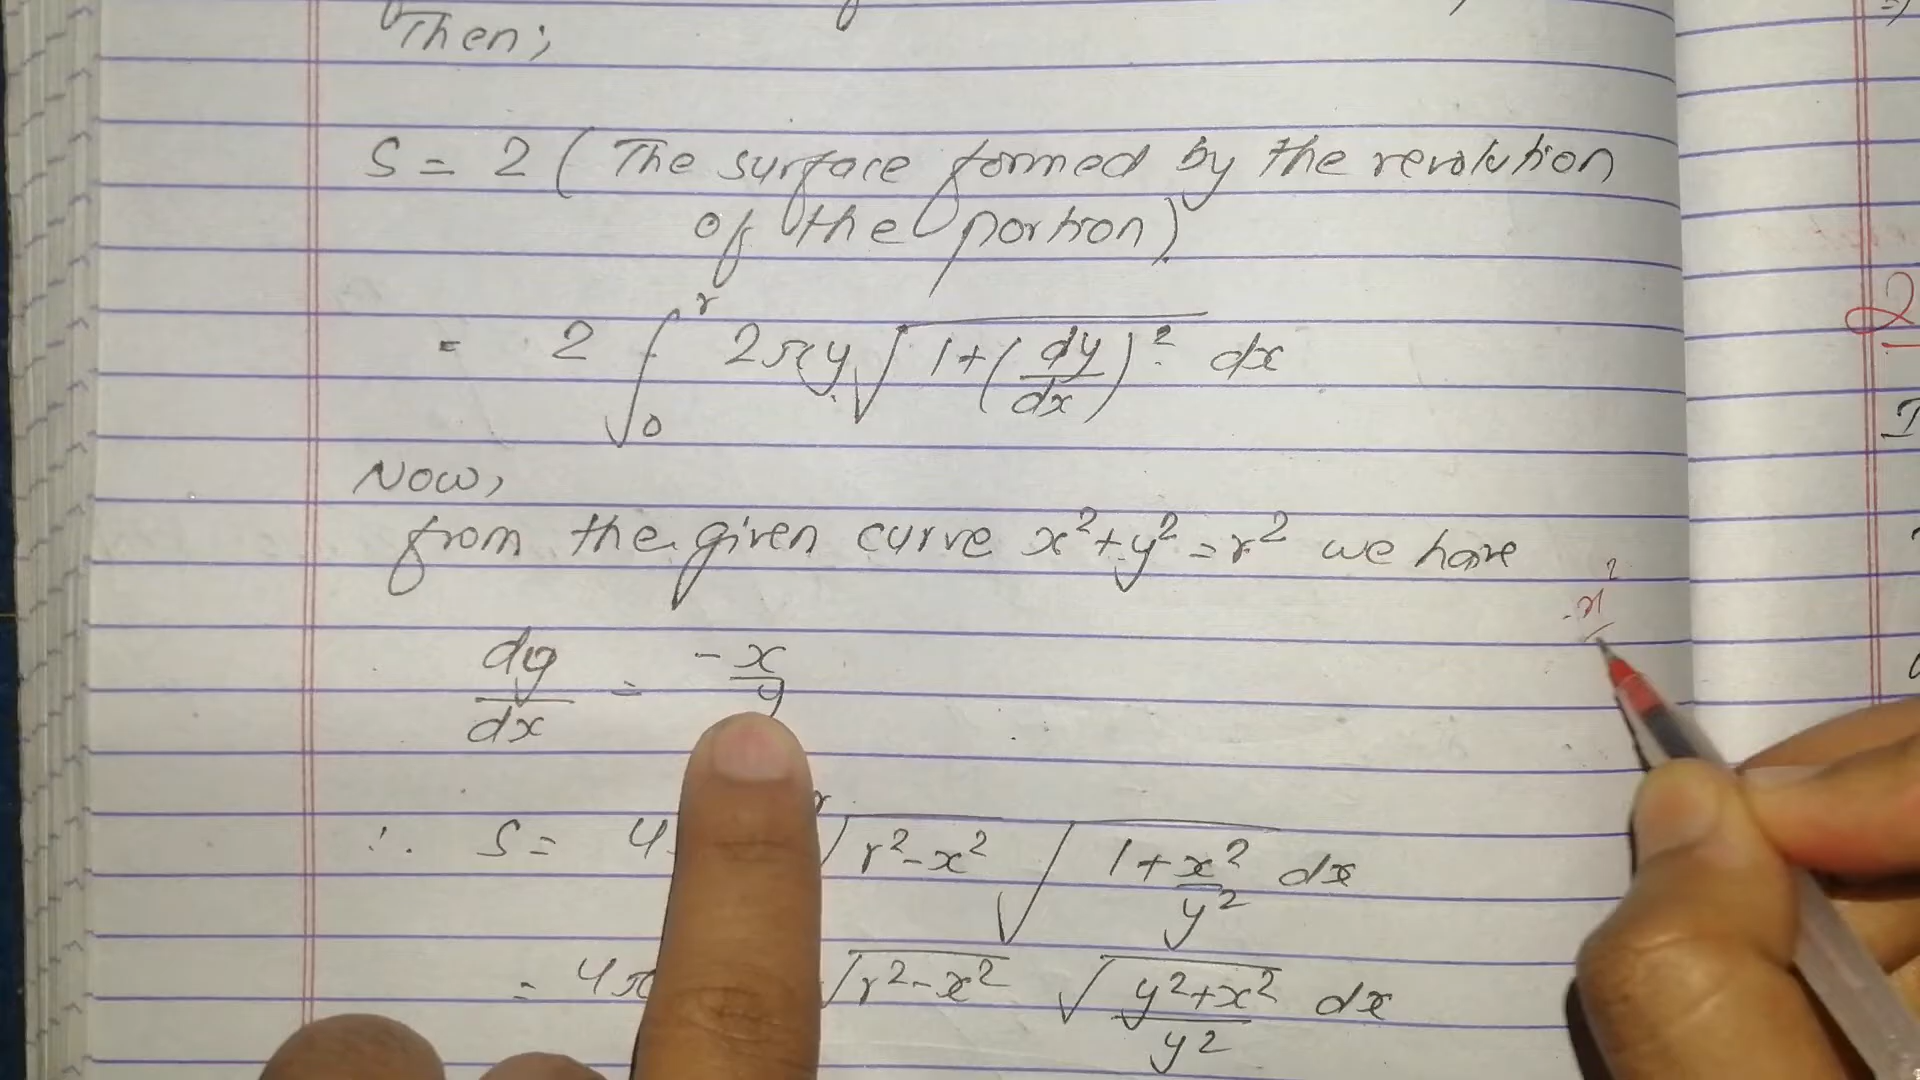 Then;
S = 2 (The surface formed by the revolution
of the portion)
= 2 ∫₀ʳ 2πy √(1+(dy/dx)²) dx
Now,
from the given curve x²+y²=r² we have
-x²
dy/dx = -x/y
∴ S = 4 r √(r²-x²) √(1+x²/y²) dx
= 4π √(r²-x²) √((y²+x²)/y²) dx